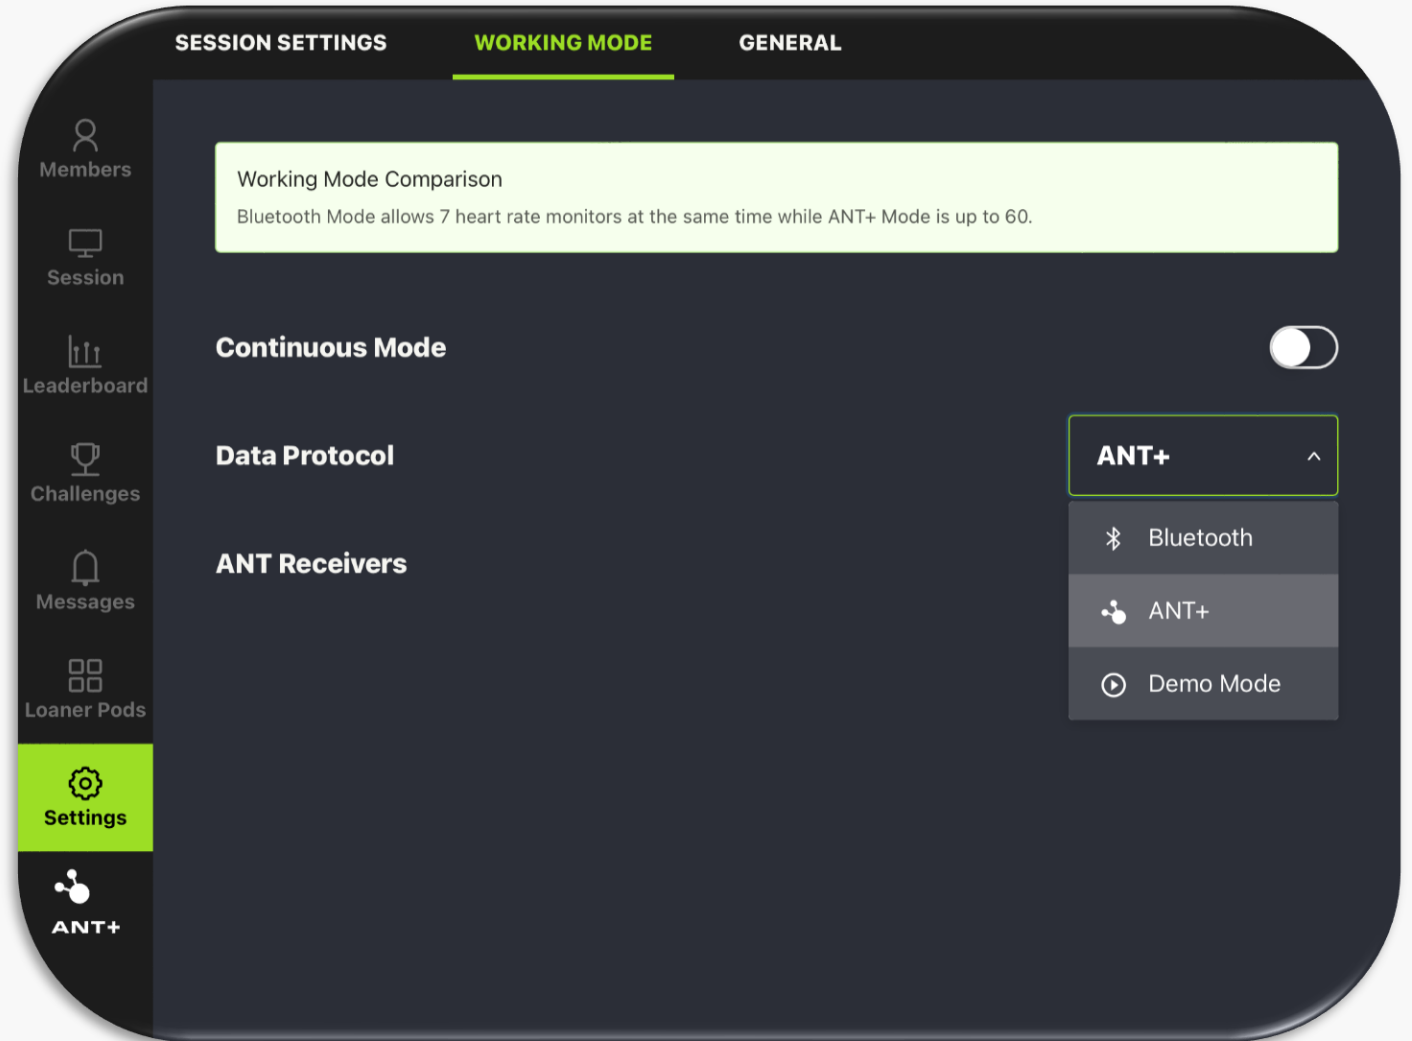 SESSION SETTINGS
WORKING MODE
GENERAL
Members
Session
Leaderboard
Challenges
Messages
Loaner Pods
Settings
ANT+
Working Mode Comparison
Bluetooth Mode allows 7 heart rate monitors at the same time while ANT+ Mode is up to 60.
Continuous Mode
Data Protocol
ANT+
Bluetooth
ANT+
Demo Mode
ANT Receivers